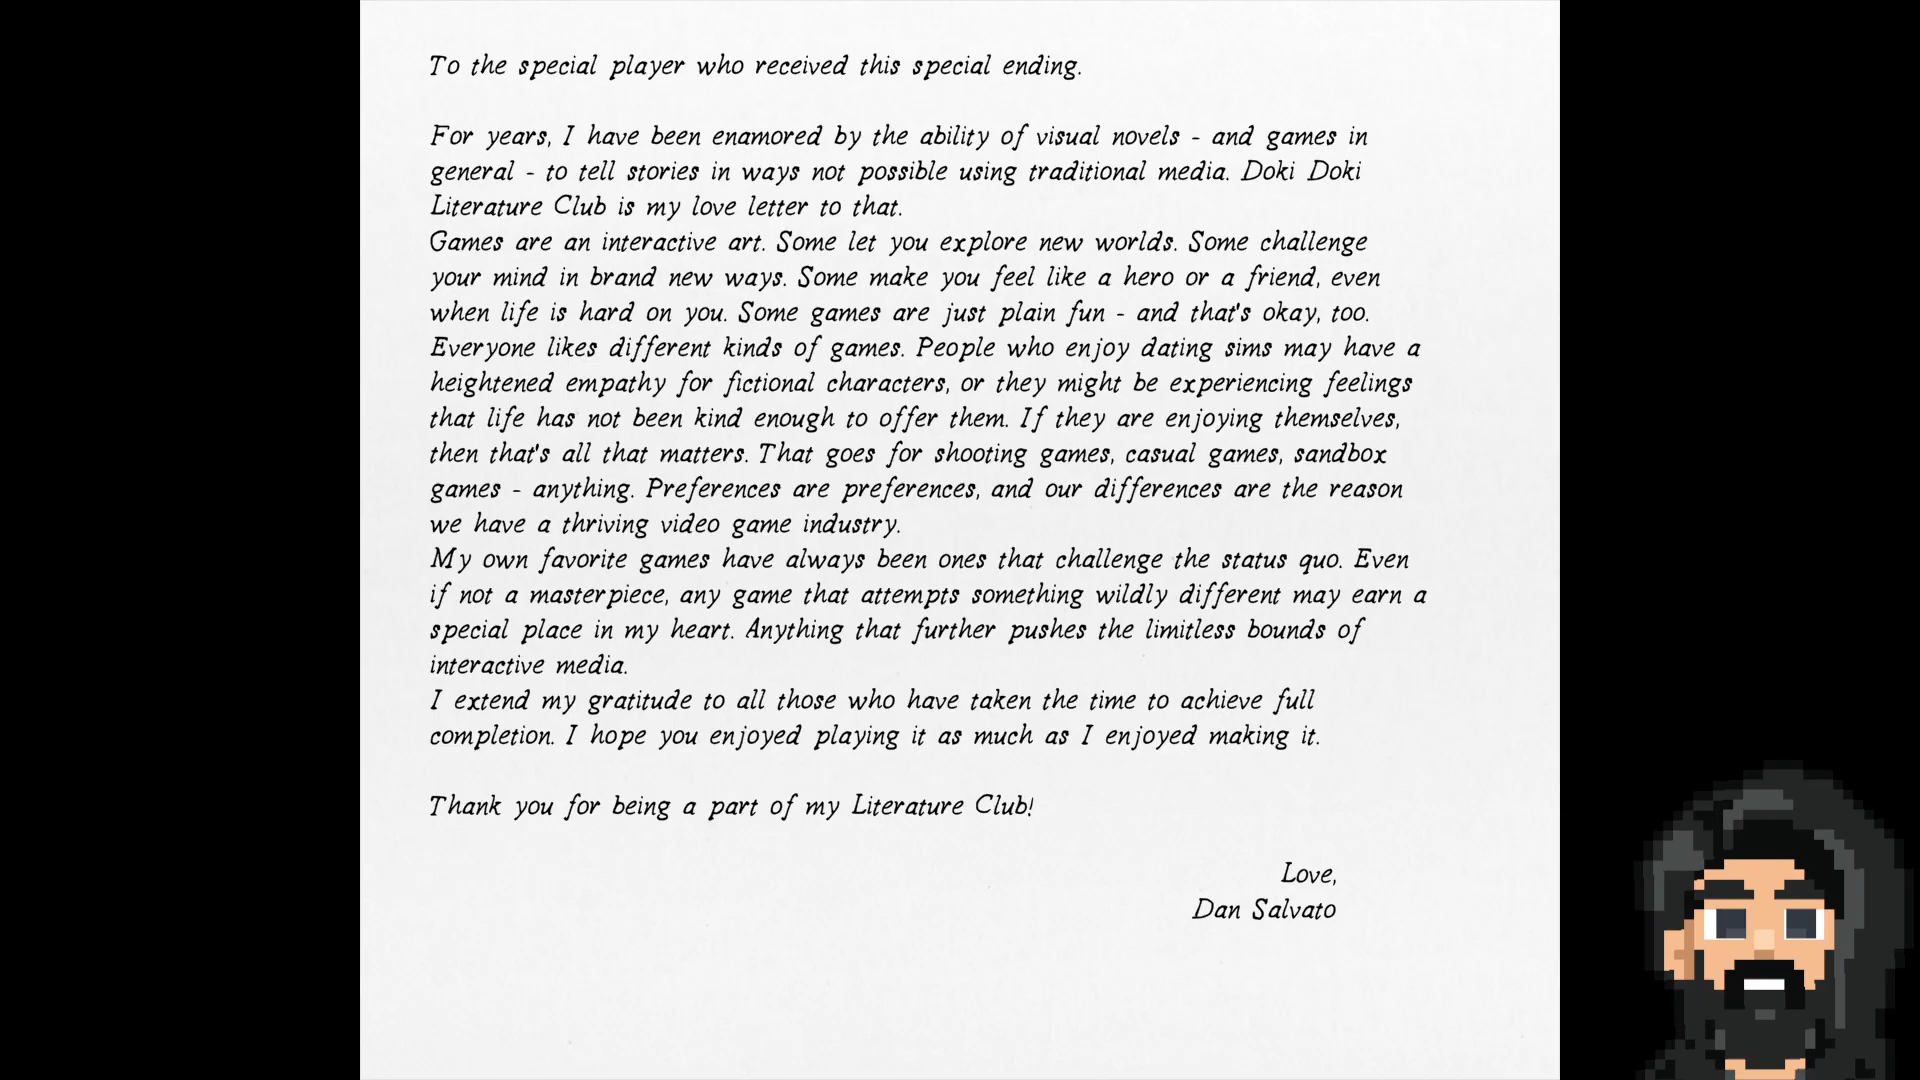 To the special player who received this special ending.
For years, I have been enamored by the ability of visual novels - and games in
general - to tell stories in ways not possible using traditional media. Doki Doki
Literature Club is my love letter to that.
Games are an interactive art. Some let you explore new worlds. Some challenge
your mind in brand new ways. Some make you feel like a hero or a friend, even
when life is hard on you. Some games are just plain fun - and that's okay, too.
Everyone likes different kinds of games. People who enjoy dating sims may have a
heightened empathy for fictional characters, or they might be experiencing feelings
that life has not been kind enough to offer them. If they are enjoying themselves,
then that's all that matters. That goes for shooting games, casual games, sandbox
games - anything. Preferences are preferences, and our differences are the reason
we have a thriving video game industry.
My own favorite games have always been ones that challenge the status quo. Even
if not a masterpiece, any game that attempts something wildly different may earn a
special place in my heart. Anything that further pushes the limitless bounds of
interactive media.
I extend my gratitude to all those who have taken the time to achieve full
completion. I hope you enjoyed playing it as much as I enjoyed making it.
Thank you for being a part of my Literature Club!
Love,
Dan Salvato